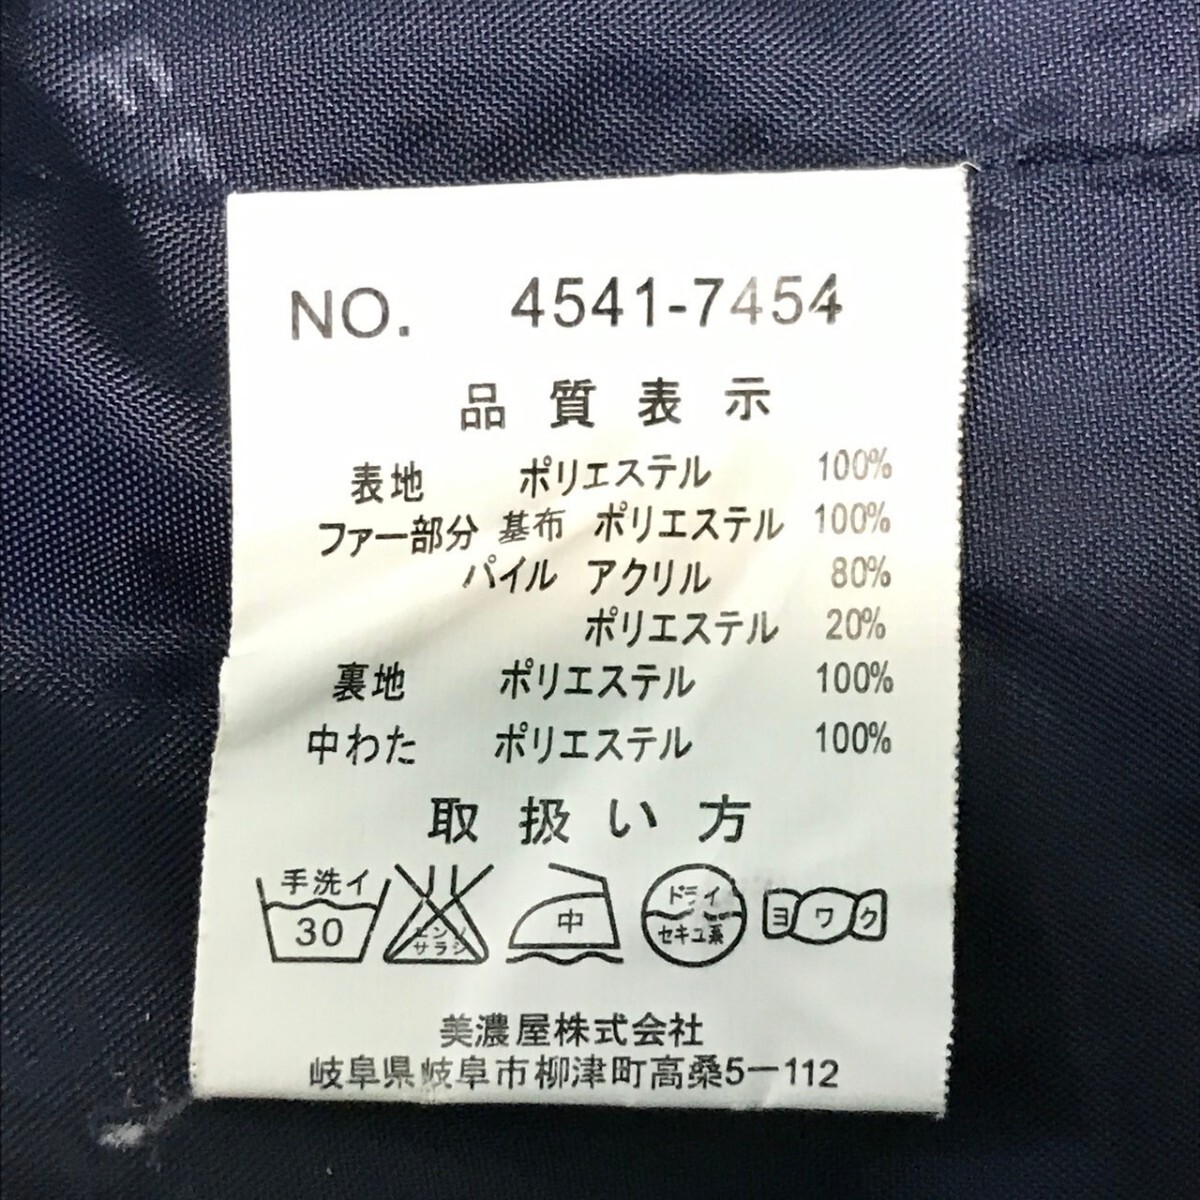 NO. 4541-7454
品質表示
表地 ポリエステル 100%
ファー部分 基布 ポリエステル 100%
パイル アクリル 80%
ポリエステル 20%
裏地 ポリエステル 100%
中わた ポリエステル 100%
取扱い方
手洗イ 30 エンソサラシ 中 ドライ セキユ系 ヨワク
美濃屋株式会社
岐阜県岐阜市柳津町高桑5ー112